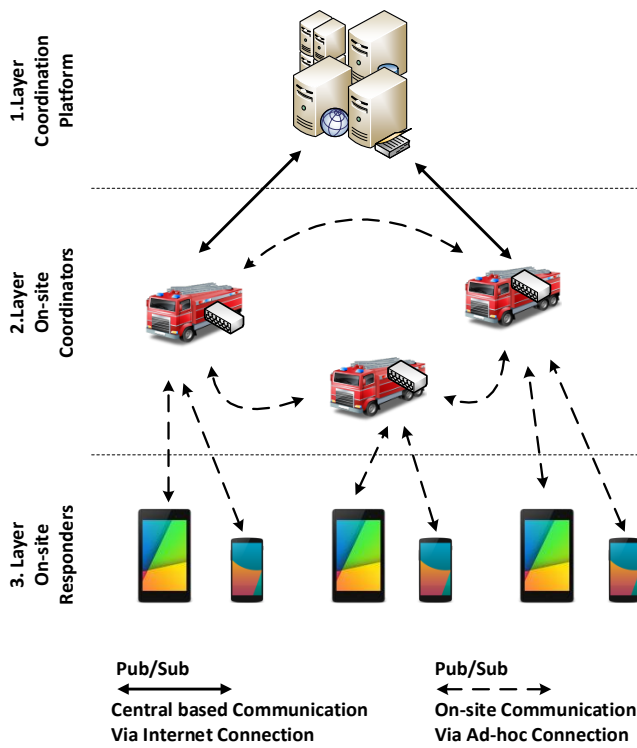 1.Layer
Coordination
Platform
2.Layer
On-site
Coordinators
3. Layer
On-site
Responders
Pub/Sub
Central based Communication
Via Internet Connection
Pub/Sub
On-site Communication
Via Ad-hoc Connection